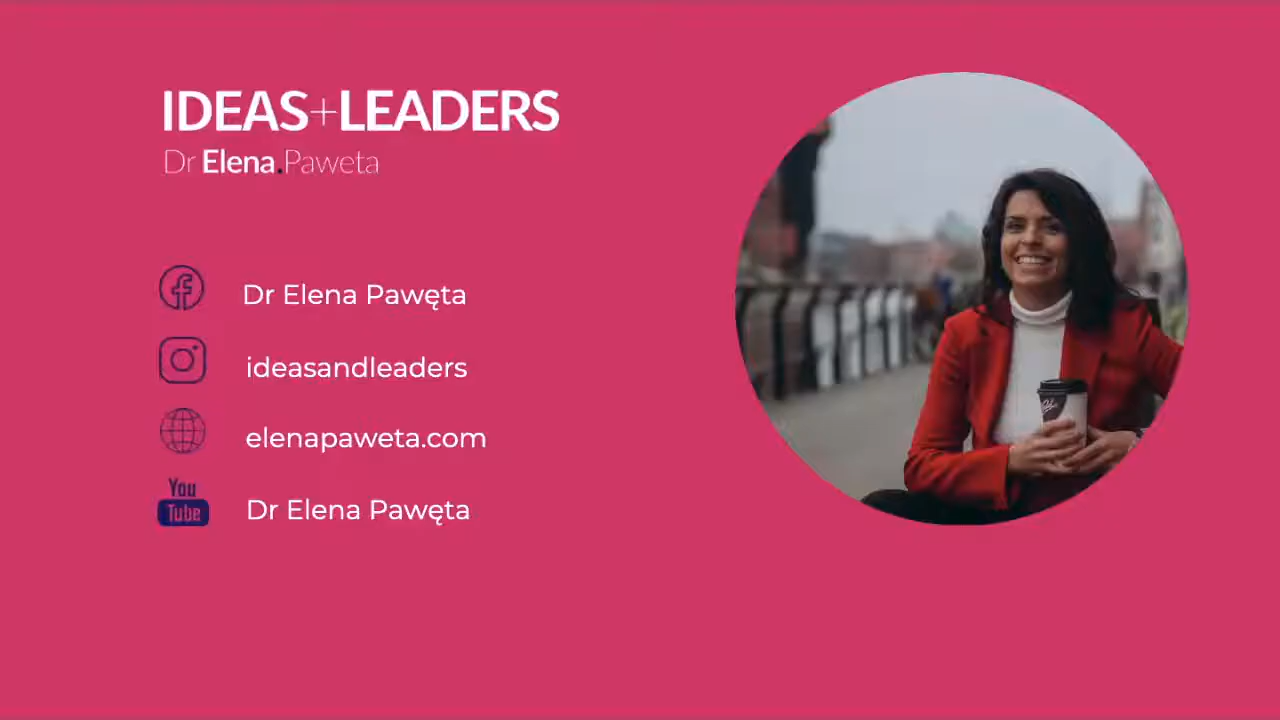 IDEAS+LEADERS
Dr Elena.Paweta
Dr Elena Pawęta
ideasandleaders
elenapaweta.com
You
Tube
Dr Elena Pawęta